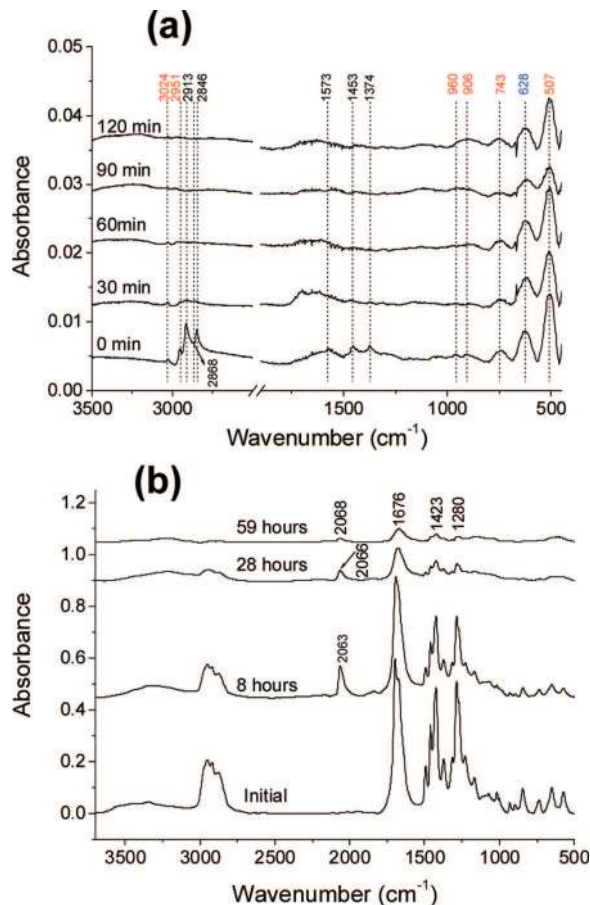 (a)
0.05
0.04
0.03
0.02
0.01
0.00
Absorbance
3024
2951
2913
2846
1573
1453
1374
960
906
743
628
507
120 min
90 min
60min
30 min
0 min
2868
3500 3000 1500 1000 500
Wavenumber (cm⁻¹)
(b)
1.2
1.0
0.8
0.6
0.4
0.2
0.0
Absorbance
59 hours
2068
1676
1423
1280
28 hours
2066
8 hours
2063
Initial
3500 3000 2500 2000 1500 1000 500
Wavenumber (cm⁻¹)